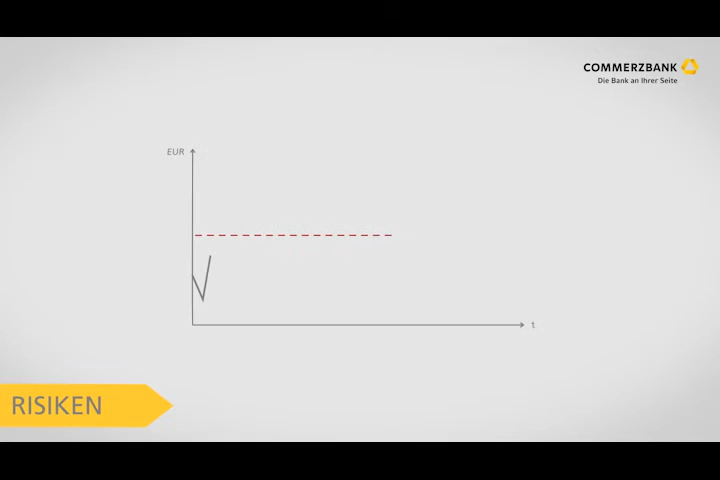 COMMERZBANK
Die Bank an Ihrer Seite
EUR
t
RISIKEN